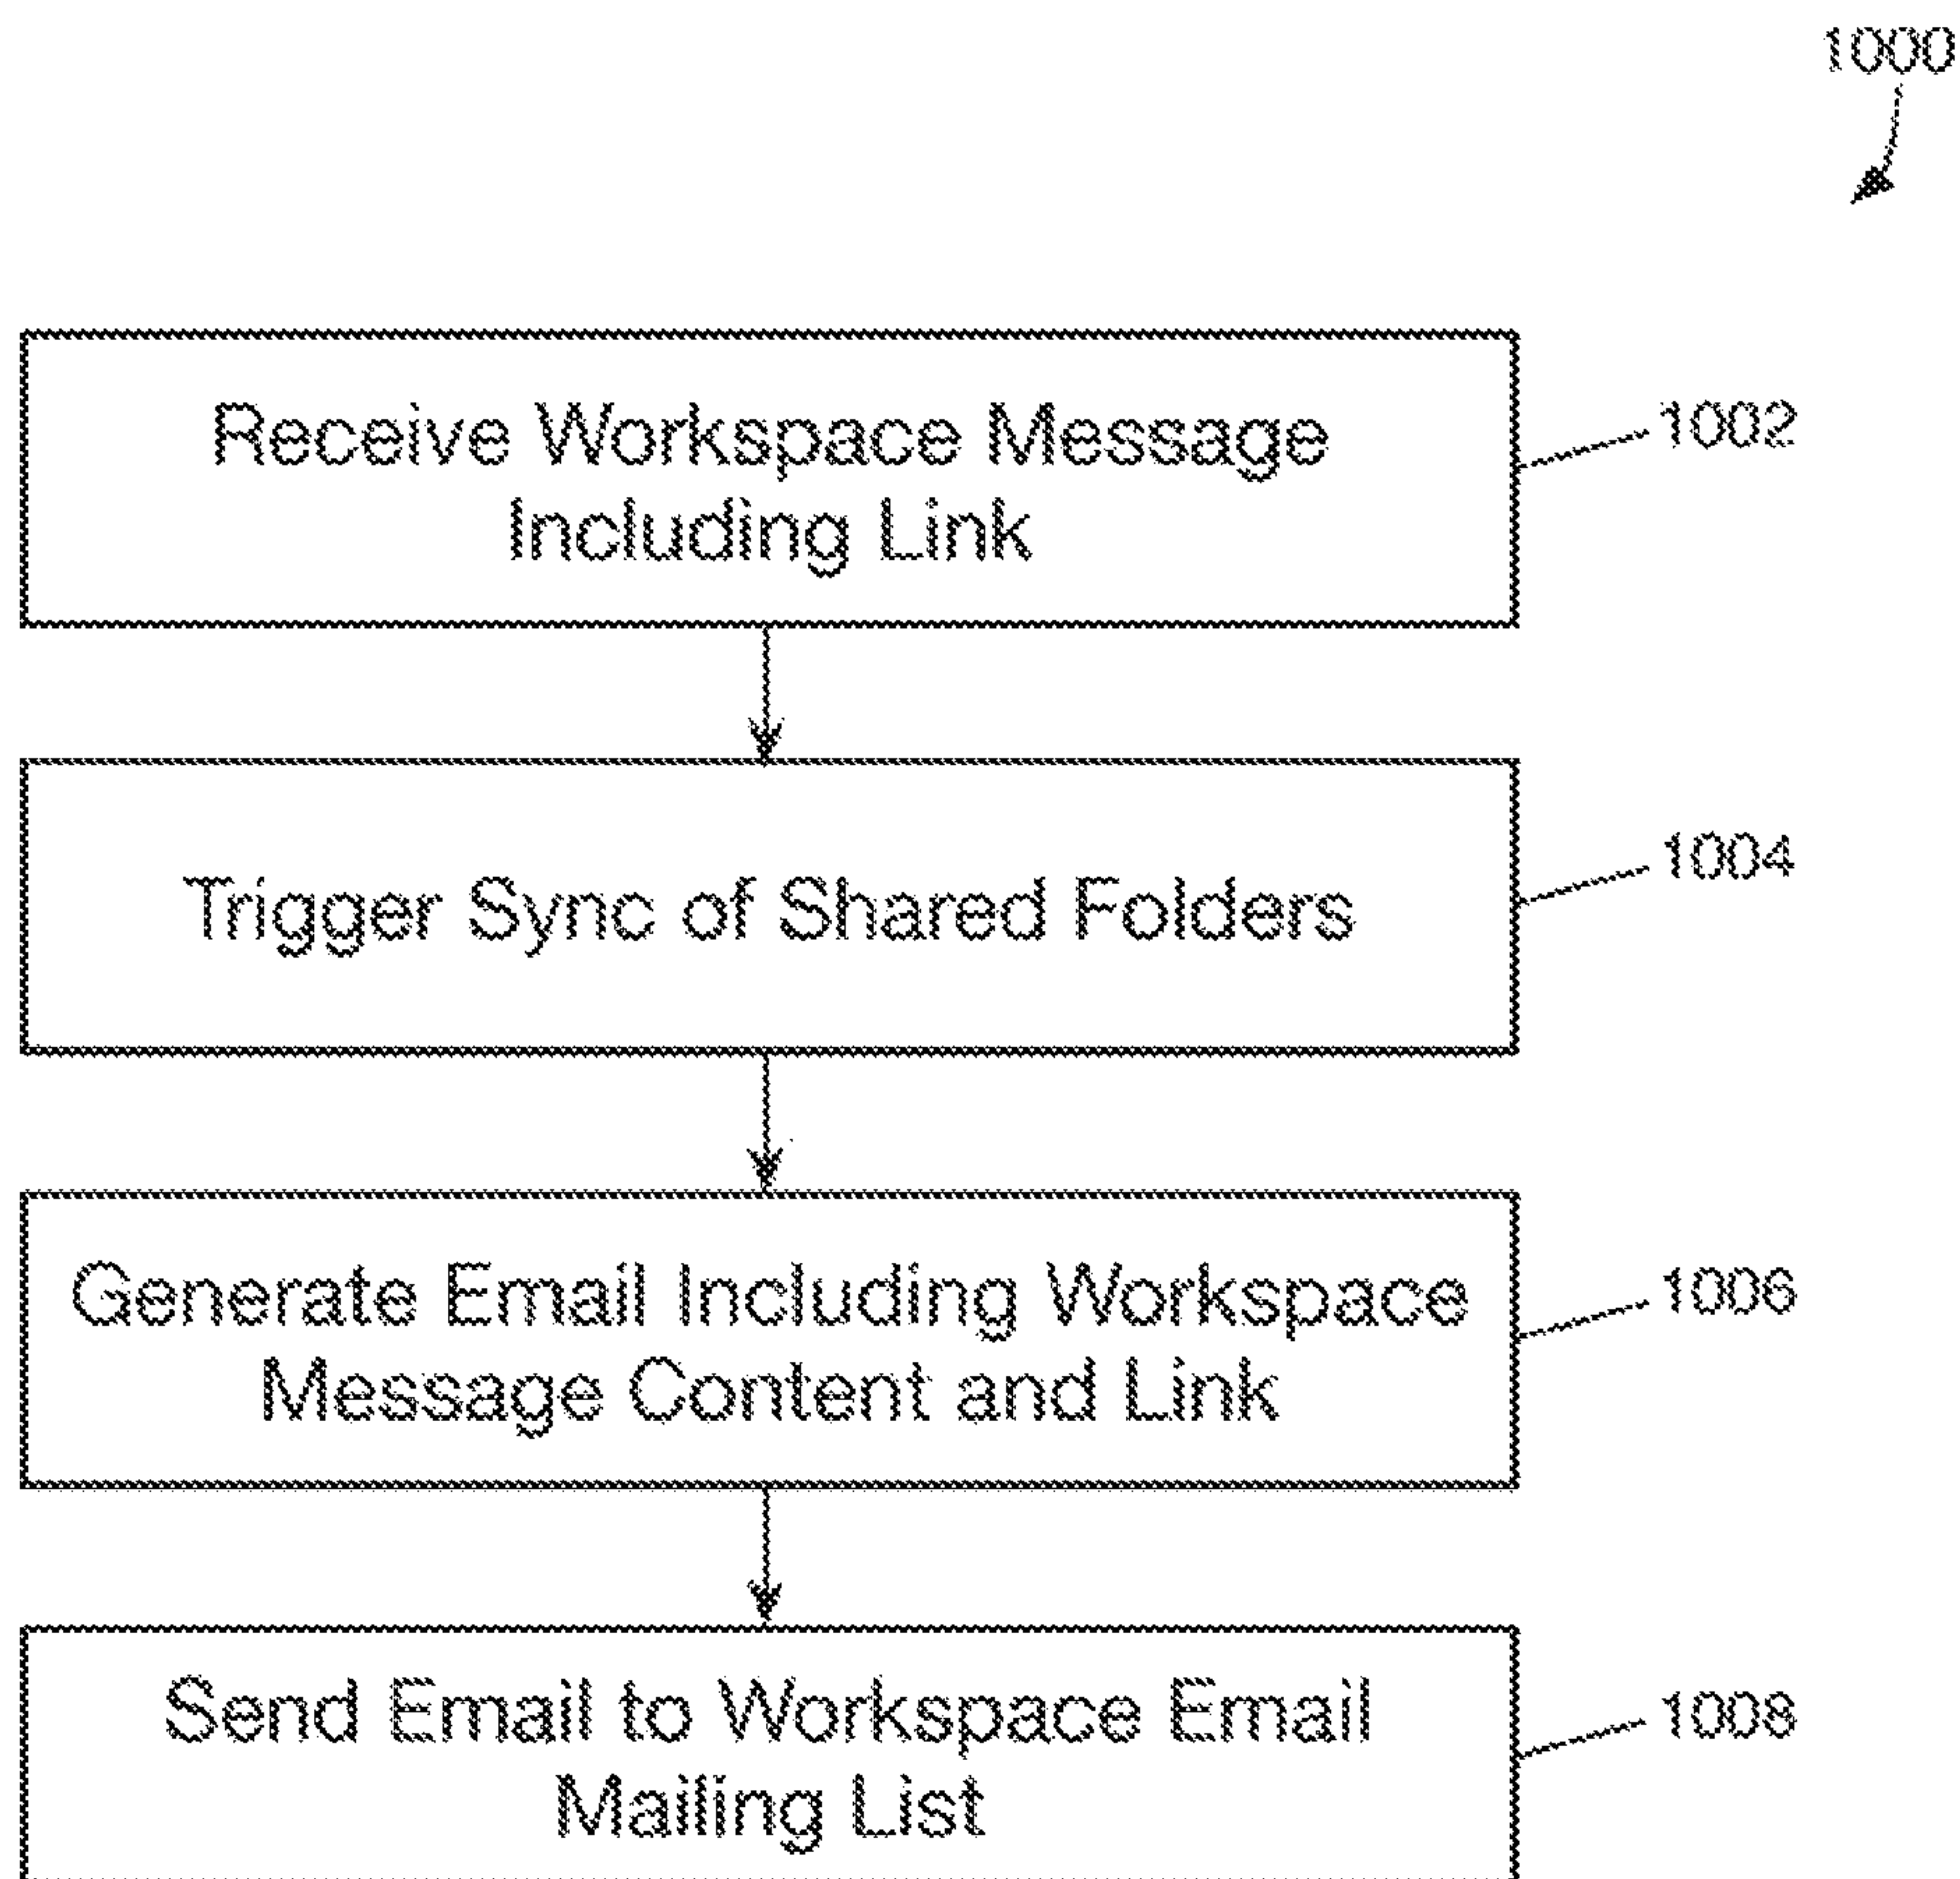 1000
Receive Workspace Message
Including Link
1002
Trigger Sync of Shared Folders
1004
Generate Email Including Workspace
Message Content and Link
1006
Send Email to Workspace Email
Mailing List
1008